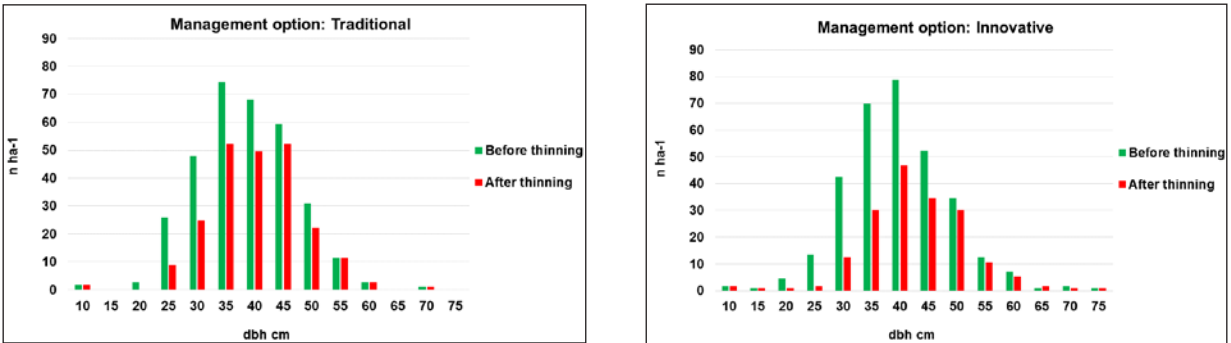 Management option: Traditional
90
80
70
60
50
40
30
20
10
0
n ha-1
10 15 20 25 30 35 40 45 50 55 60 65 70 75
dbh cm
Before thinning
After thinning
Management option: Innovative
90
80
70
60
50
40
30
20
10
0
n ha-1
10 15 20 25 30 35 40 45 50 55 60 65 70 75
dbh cm
Before thinning
After thinning